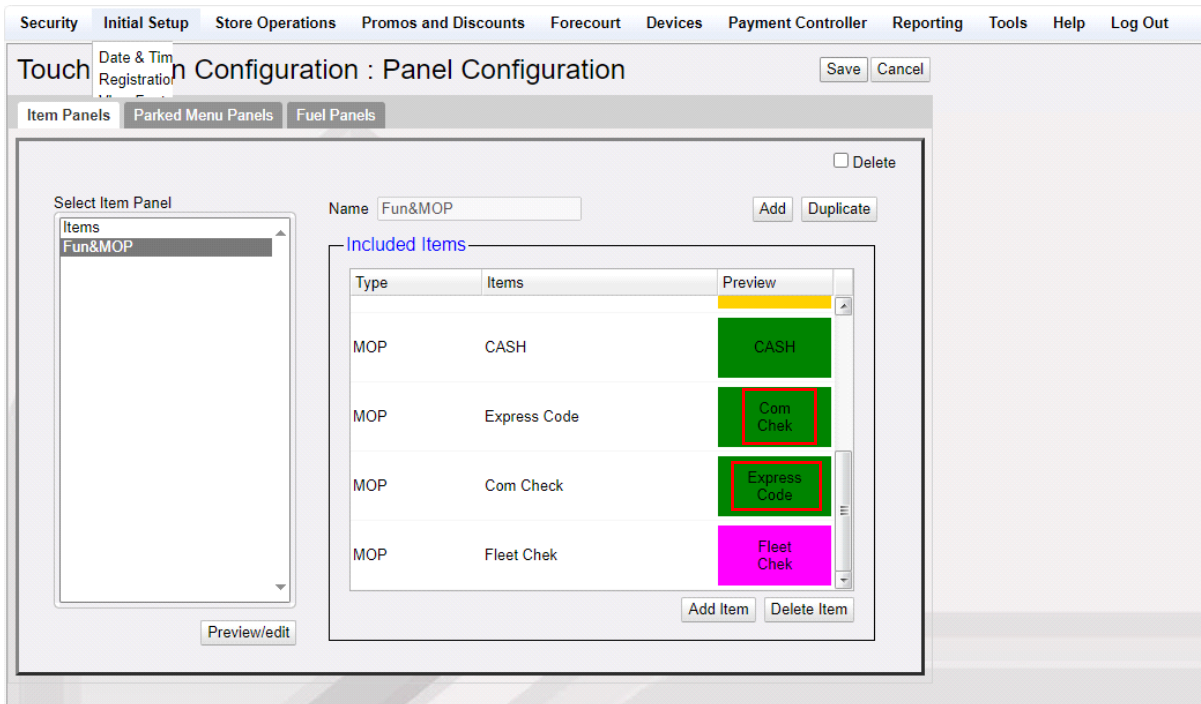 Security Initial Setup Store Operations Promos and Discounts Forecourt Devices Payment Controller Reporting Tools Help Log Out
Date & Tim
Touch n Configuration : Panel Configuration Save Cancel
Registration
Item Panels Parked Menu Panels Fuel Panels
Delete
Select Item Panel
Name Fun&MOP Add Duplicate
Items
Fun&MOP
Included Items
Type Items Preview
MOP CASH CASH
MOP Express Code Com
Chek
MOP Com Check Express
Code
MOP Fleet Chek Fleet
Chek
Add Item Delete Item
Preview/edit